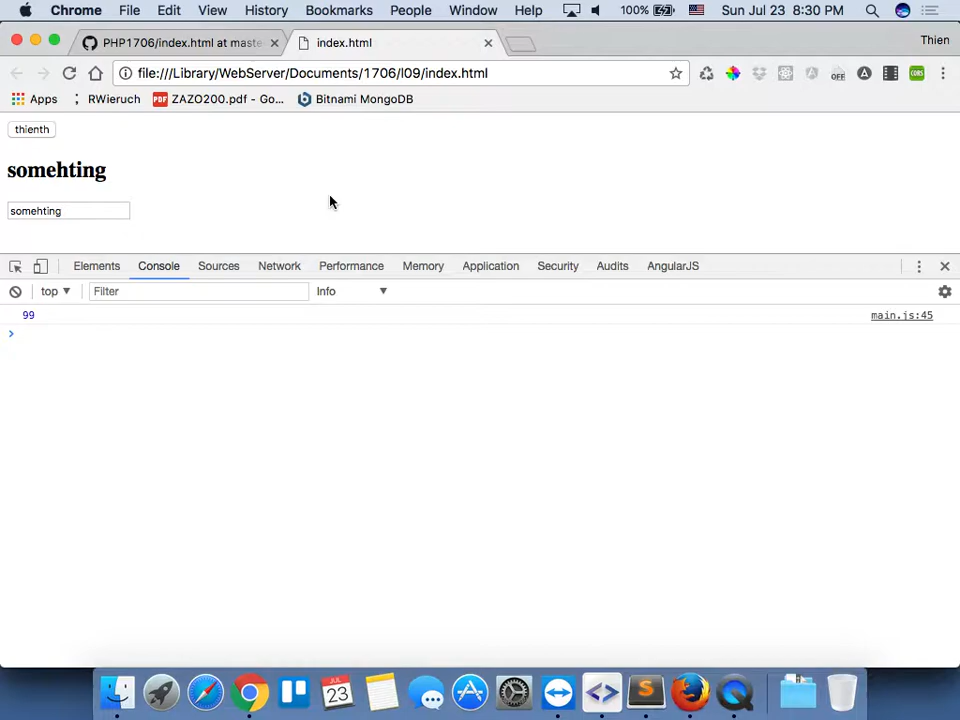 Chrome File Edit View History Bookmarks People Window Help 100% Sun Jul 23 8:30 PM
PHP1706/index.html at maste index.html Thien
file:///Library/WebServer/Documents/1706/l09/index.html OFF CORS
Apps RWieruch PDF ZAZO200.pdf - Go... Bitnami MongoDB
thienth
somehting
somehting
Elements Console Sources Network Performance Memory Application Security Audits AngularJS
top Filter Info
99 main.js:45
JUL
23